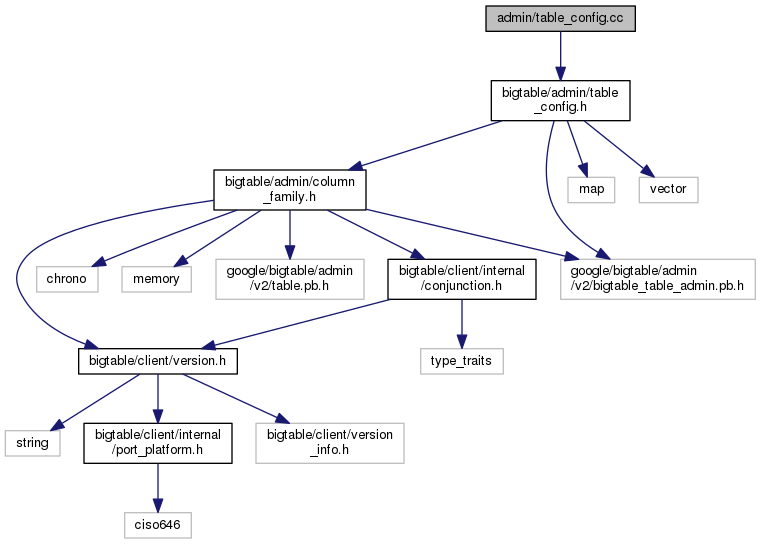 admin/table_config.cc
bigtable/admin/table
_config.h
bigtable/admin/column
_family.h
map
vector
chrono
memory
google/bigtable/admin
/v2/table.pb.h
bigtable/client/internal
/conjunction.h
google/bigtable/admin
/v2/bigtable_table_admin.pb.h
bigtable/client/version.h
type_traits
string
bigtable/client/internal
/port_platform.h
bigtable/client/version
_info.h
ciso646